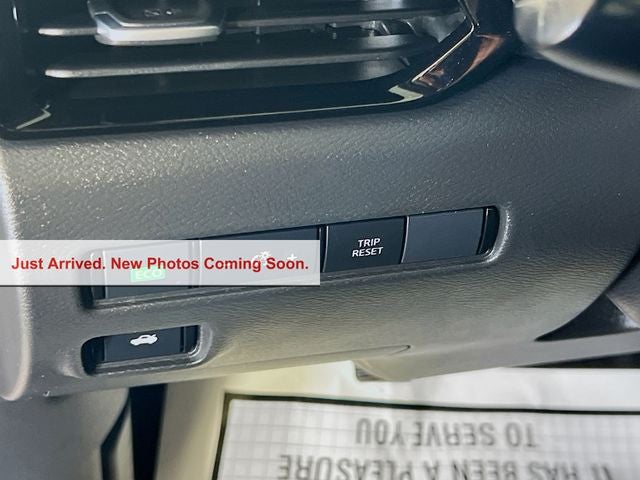 Just Arrived. New Photos Coming Soon.
ECO
TRIP
RESET
IT HAS BEEN A PLEASURE
TO SERVE YOU